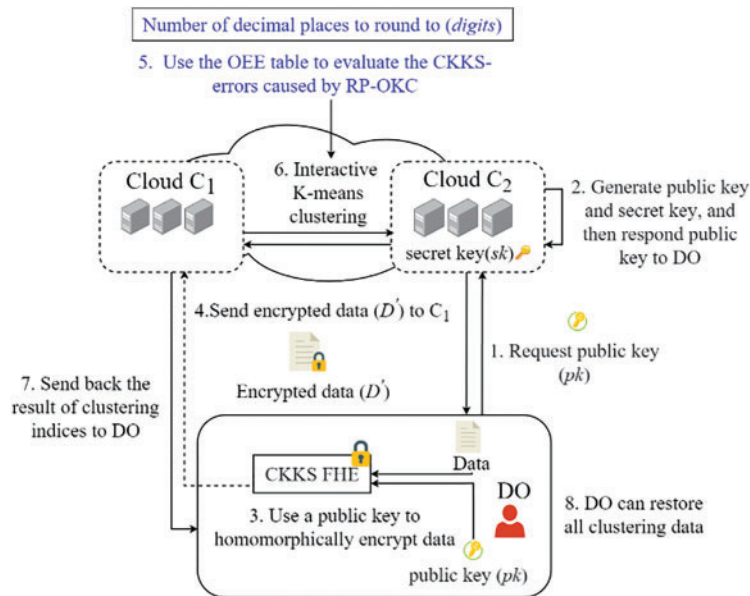 Number of decimal places to round to (digits)
5. Use the OEE table to evaluate the CKKS-
errors caused by RP-OKC
Cloud C1
6. Interactive
K-means
clustering
Cloud C2
secret key(sk)
2. Generate public key
and secret key, and
then respond public
key to DO
4.Send encrypted data (D′) to C1
Encrypted data (D′)
1. Request public key
(pk)
7. Send back the
result of clustering
indices to DO
Data
CKKS FHE
DO
3. Use a public key to
homomorphically encrypt data
public key (pk)
8. DO can restore
all clustering data